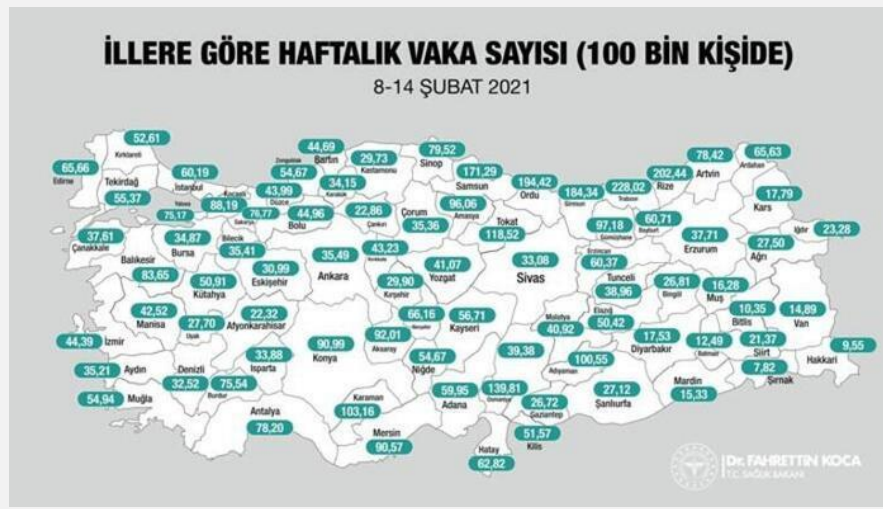 İLLERE GÖRE HAFTALIK VAKA SAYISI (100 BİN KİŞİDE)
8-14 ŞUBAT 2021
52,61
Kırklareli
65,66
Edirne
Tekirdağ
55,37
60,19
İstanbul
Kocaeli
88,19
Yalova
75,17
Sakarya
76,77
43,99
Düzce
Zonguldak
54,67
44,69
Bartın
34,15
Karabük
29,73
Kastamonu
79,52
Sinop
171,29
Samsun
194,42
Ordu
184,34
Giresun
228,02
Trabzon
202,44
Rize
78,42
Artvin
65,63
Ardahan
17,79
Kars
23,28
Iğdır
37,61
Çanakkale
Balıkesir
83,65
34,87
Bursa
Bilecik
35,41
44,96
Bolu
22,86
Çankırı
Çorum
35,36
96,06
Amasya
Tokat
118,52
97,18
Gümüşhane
60,71
Bayburt
37,71
Erzurum
27,50
Ağrı
50,91
Kütahya
30,99
Eskişehir
35,49
Ankara
43,23
Kırıkkale
29,90
Kırşehir
41,07
Yozgat
33,08
Sivas
Erzincan
60,37
Tunceli
38,96
26,81
Bingöl
16,28
Muş
10,35
Bitlis
14,89
Van
42,52
Manisa
27,70
Uşak
22,32
Afyonkarahisar
90,99
Konya
92,01
Aksaray
66,16
Nevşehir
56,71
Kayseri
Malatya
40,92
Elazığ
50,42
17,53
Diyarbakır
12,49
Batman
21,37
Siirt
9,55
Hakkari
7,82
Şırnak
44,39
İzmir
35,21
Aydın
Denizli
32,52
33,88
Isparta
75,54
Burdur
54,94
Muğla
Antalya
78,20
Karaman
103,16
Mersin
90,57
54,67
Niğde
59,95
Adana
139,81
Osmaniye
39,38
100,55
Adıyaman
26,72
Gaziantep
51,57
Kilis
Hatay
62,82
27,12
Şanlıurfa
Mardin
15,33
Dr. FAHRETTİN KOCA
T.C. SAĞLIK BAKANI